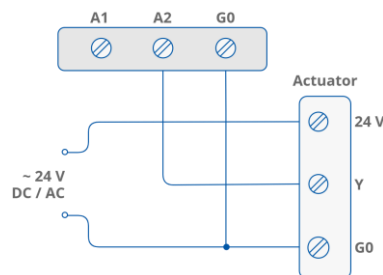 A1 A2 G0
Actuator
24 V
~ 24 V
DC / AC
Y
G0